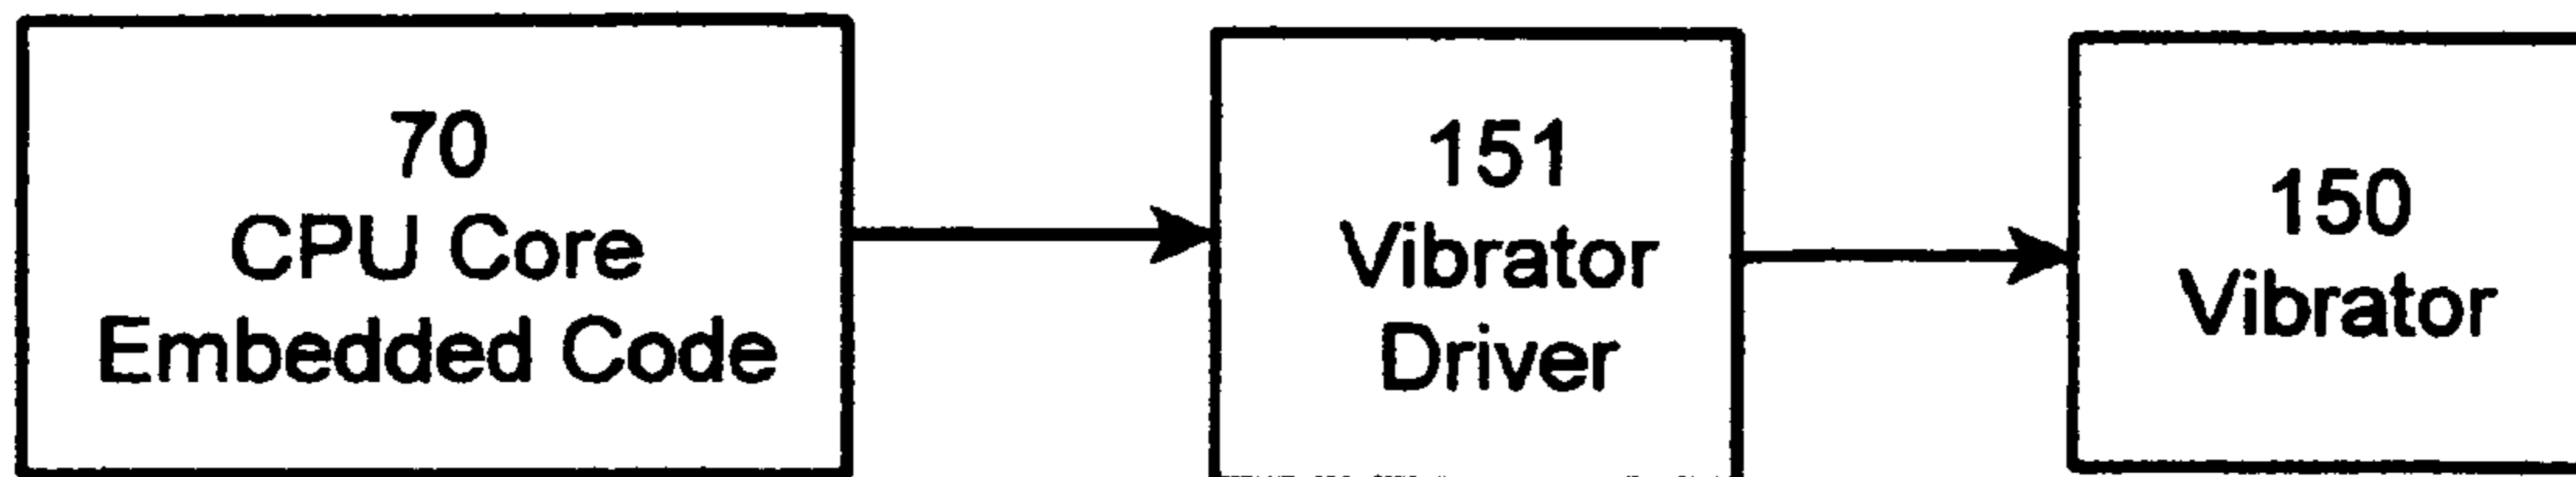 70
CPU Core
Embedded Code
151
Vibrator
Driver
150
Vibrator